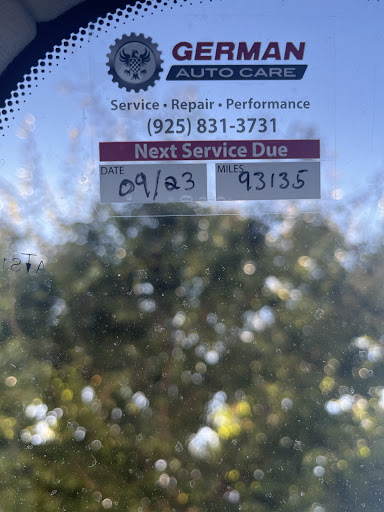 GERMAN
AUTO CARE
Service • Repair • Performance
(925) 831-3731
Next Service Due
DATE 09/23 MILES 93135